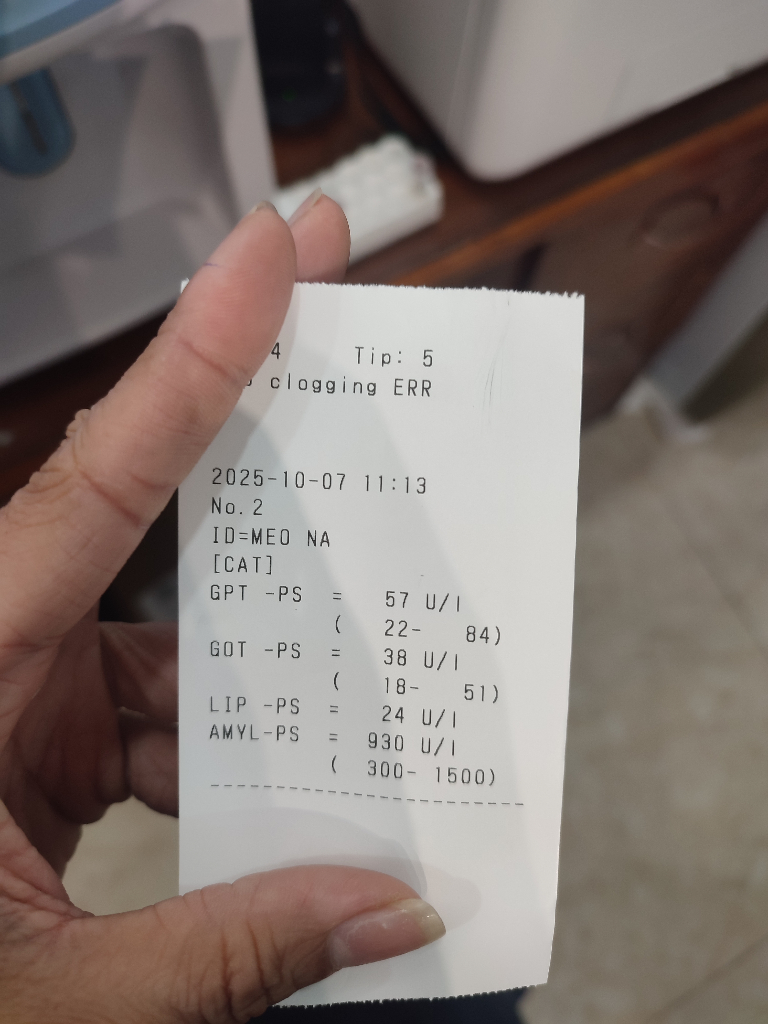 4 Tip: 5
clogging ERR
2025-10-07 11:13
No.2
ID=MEO NA
[CAT]
GPT -PS = 57 U/l
( 22- 84)
GOT -PS = 38 U/l
( 18- 51)
LIP -PS = 24 U/l
AMYL-PS = 930 U/l
( 300- 1500)